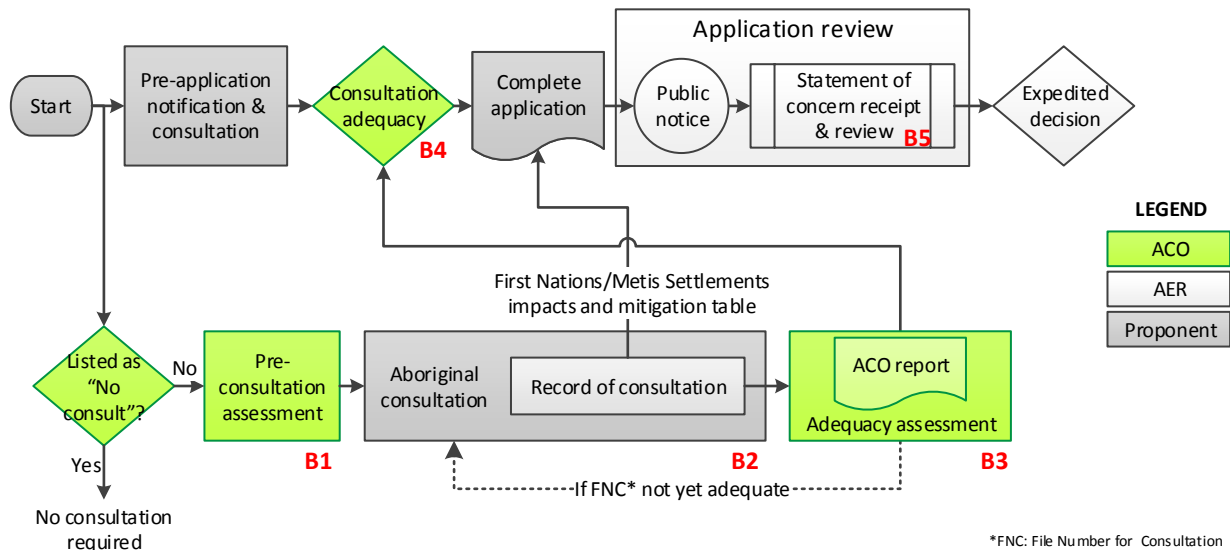 Application review
Start
Pre-application
notification &
consultation
Consultation
adequacy
B4
Complete
application
Public
notice
Statement of
concern receipt
& review
B5
Expedited
decision
LEGEND
ACO
AER
Proponent
First Nations/Metis Settlements
impacts and mitigation table
Listed as
“No
consult”?
No
Pre-
consultation
assessment
B1
Aboriginal
consultation
Record of consultation
B2
ACO report
Adequacy assessment
B3
Yes
If FNC* not yet adequate
No consultation
required
*FNC: File Number for Consultation